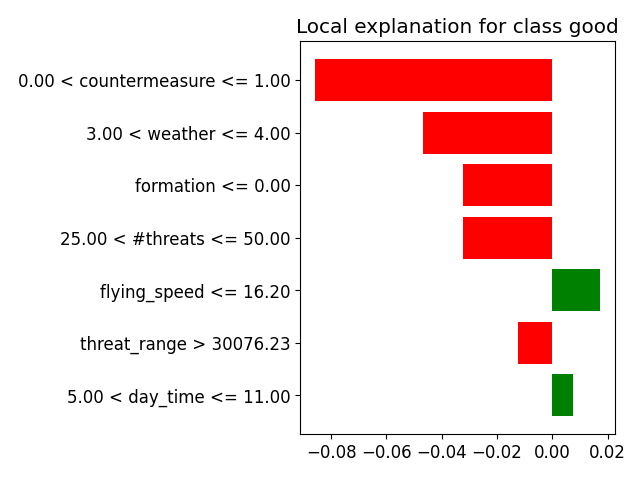 Local explanation for class good
0.00 < countermeasure <= 1.00
3.00 < weather <= 4.00
formation <= 0.00
25.00 < #threats <= 50.00
flying_speed <= 16.20
threat_range > 30076.23
5.00 < day_time <= 11.00
−0.08 −0.06 −0.04 −0.02 0.00 0.02